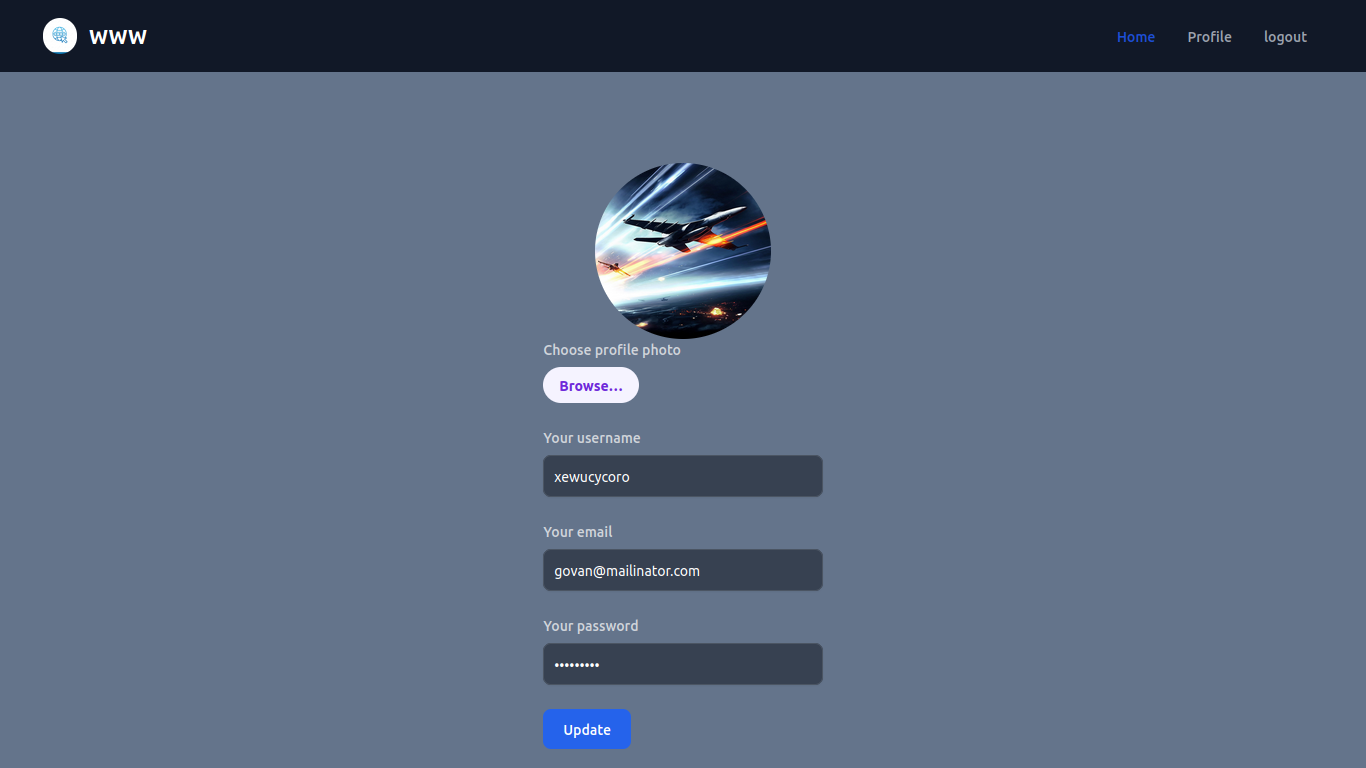 WWW
Home
Profile
logout
Choose profile photo
Browse...
Your username
xewucycoro
Your email
govan@mailinator.com
Your password
•••••••••
Update